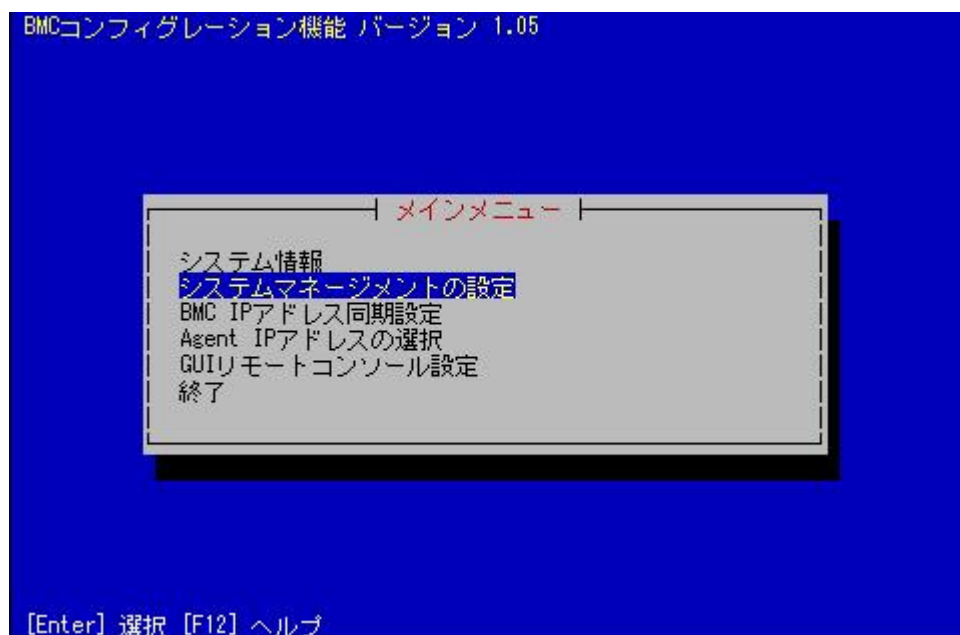 BMCコンフィグレーション機能 バージョン 1.05
メインメニュー
システム情報
システムマネージメントの設定
BMC IPアドレス同期設定
Agent IPアドレスの選択
GUIリモートコンソール設定
終了
[Enter] 選択 [F12] ヘルプ